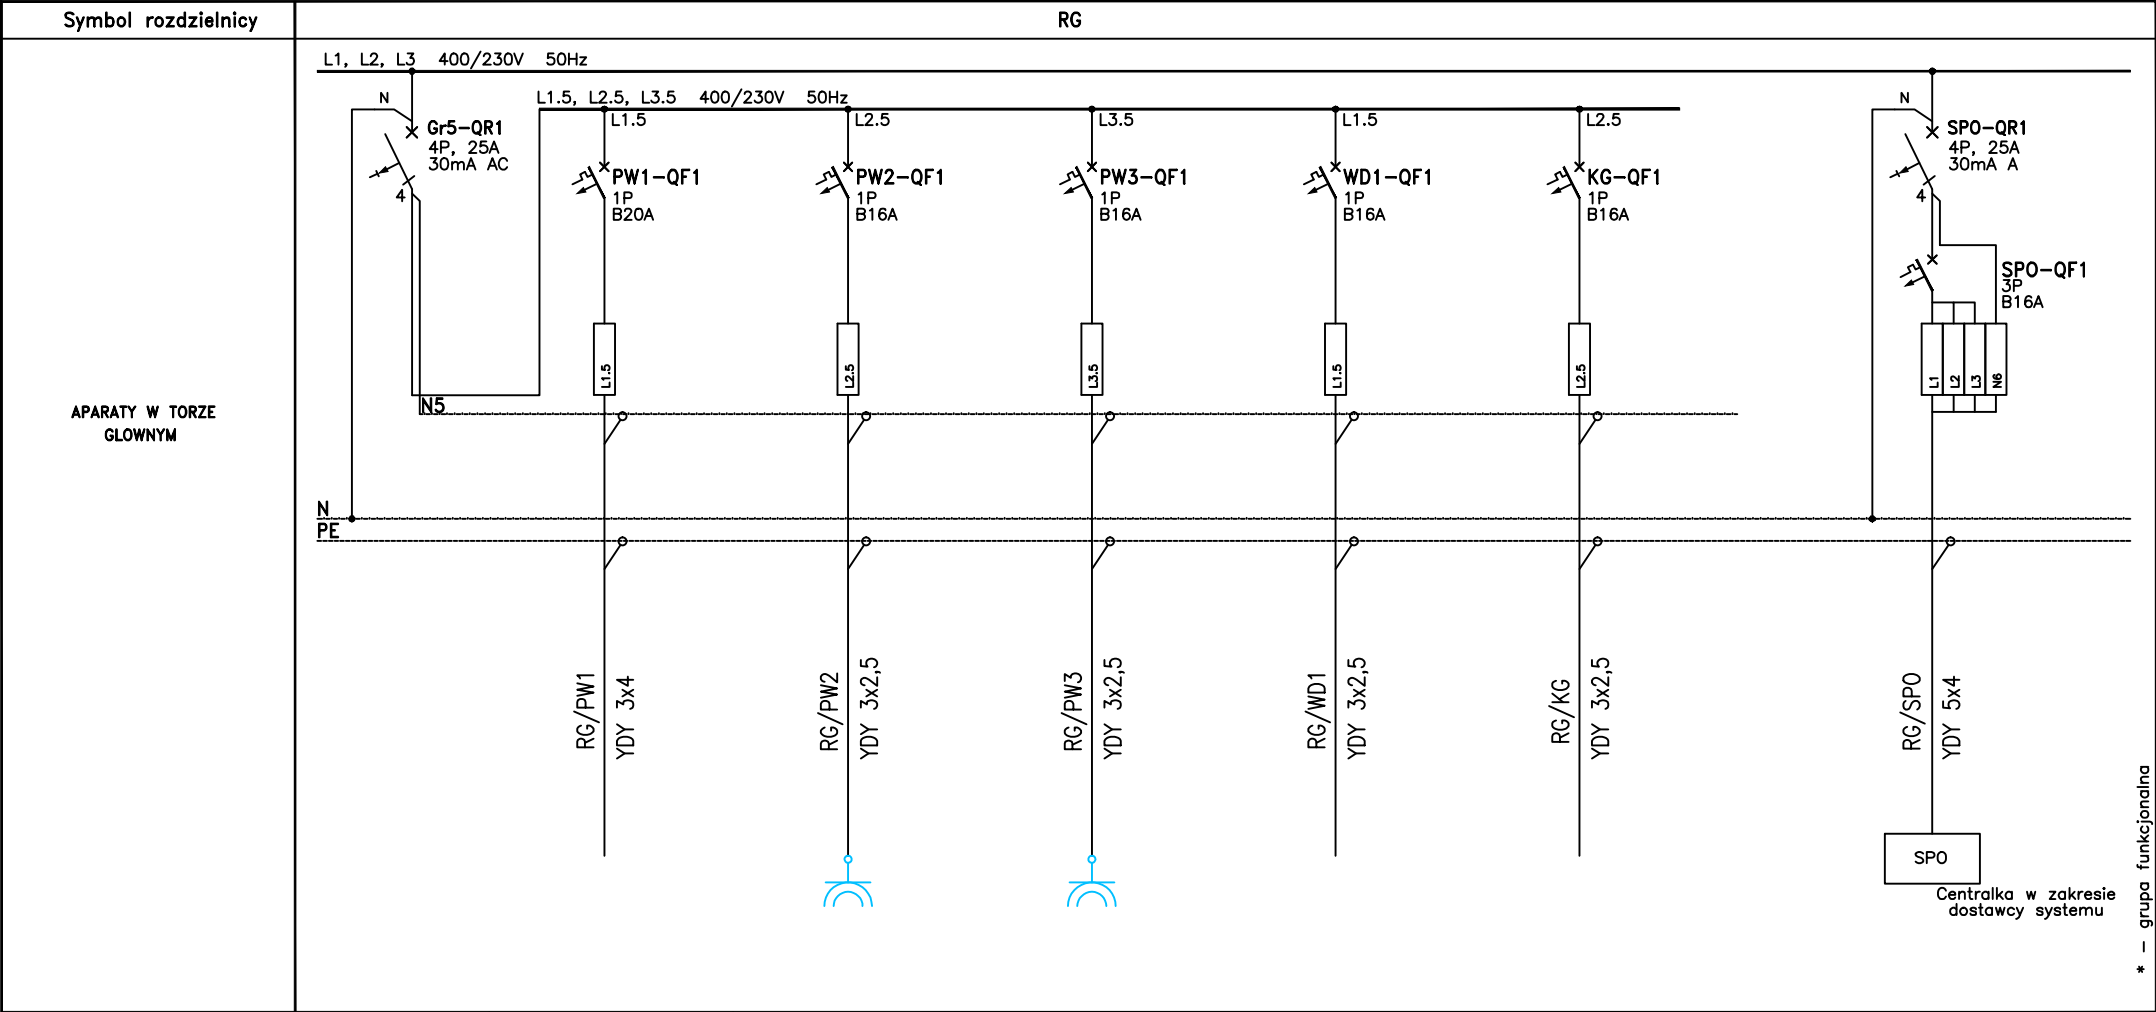 Symbol rozdzielnicy
RG
L1, L2, L3   400/230V   50Hz
L1.5, L2.5, L3.5   400/230V   50Hz
N
Gr5-QR1
4P, 25A
30mA AC
4
L1.5
PW1-QF1
1P
B20A
L1.5
L2.5
PW2-QF1
1P
B16A
L2.5
L3.5
PW3-QF1
1P
B16A
L3.5
L1.5
WD1-QF1
1P
B16A
L1.5
L2.5
KG-QF1
1P
B16A
L2.5
N
SPO-QR1
4P, 25A
30mA A
4
SPO-QF1
3P
B16A
L1
L2
L3
N6
APARATY W TORZE
GLOWNYM
N5
N
PE
RG/PW1
YDY 3x4
RG/PW2
YDY 3x2,5
RG/PW3
YDY 3x2,5
RG/WD1
YDY 3x2,5
RG/KG
YDY 3x2,5
RG/SPO
YDY 5x4
SPO
Centralka w zakresie
dostawcy systemu
* - grupa funkcjonalna